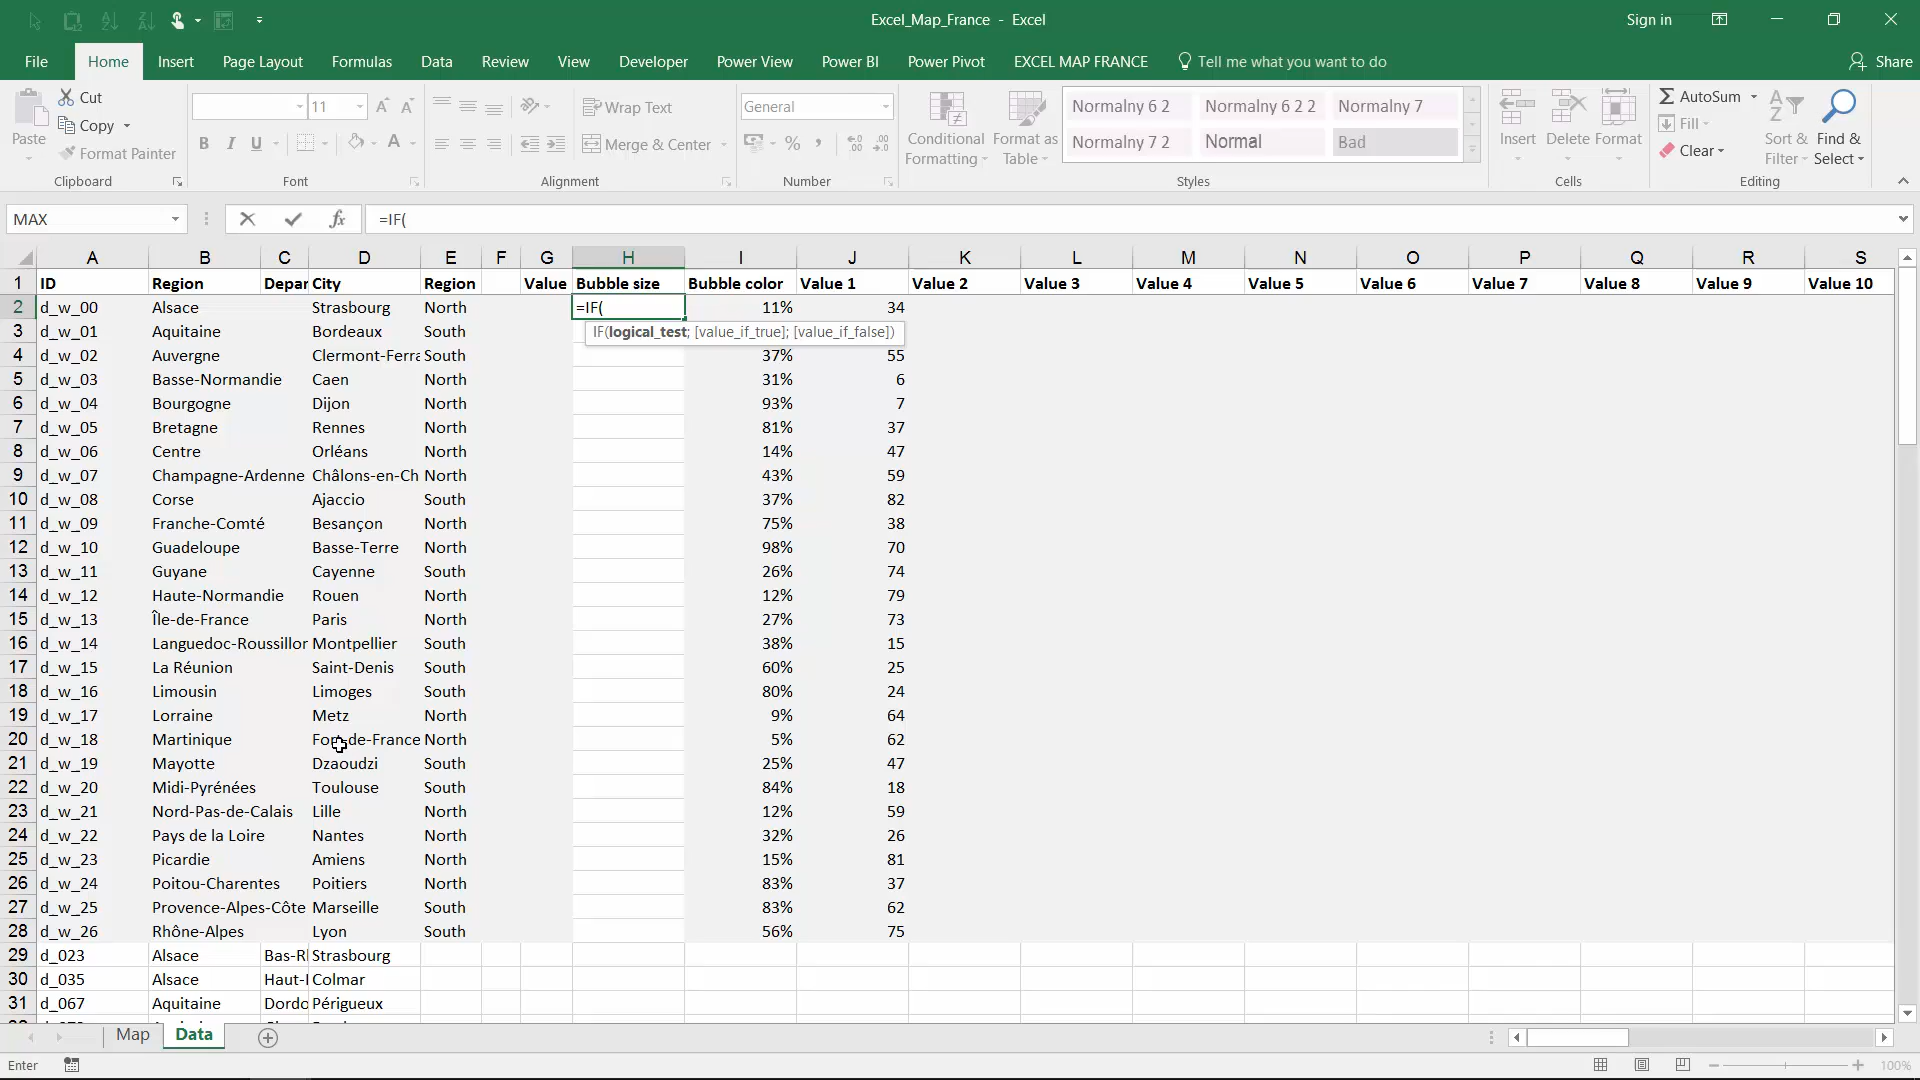 Excel_Map_France - Excel
Sign in
File Home Insert Page Layout Formulas Data Review View Developer Power View Power BI Power Pivot EXCEL MAP FRANCE Tell me what you want to do Share
Paste Cut Copy Format Painter
11
B I U A
Wrap Text
Merge & Center
General
%
Conditional Formatting
Format as Table
Normalny 6 2 Normalny 6 2 2 Normalny 7
Normalny 7 2 Normal Bad
Insert Delete Format
AutoSum
Fill
Clear
Sort & Filter
Find & Select
Clipboard Font Alignment Number Styles Cells Editing
MAX fx =IF(
A B C D E F G H I J K L M N O P Q R S
1 ID Region Depar City Region Value Bubble size Bubble color Value 1 Value 2 Value 3 Value 4 Value 5 Value 6 Value 7 Value 8 Value 9 Value 10
2 d_w_00 Alsace Strasbourg North =IF( 11% 34
3 d_w_01 Aquitaine Bordeaux South IF(logical_test; [value_if_true]; [value_if_false])
4 d_w_02 Auvergne Clermont-Ferra South 37% 55
5 d_w_03 Basse-Normandie Caen North 31% 6
6 d_w_04 Bourgogne Dijon North 93% 7
7 d_w_05 Bretagne Rennes North 81% 37
8 d_w_06 Centre Orléans North 14% 47
9 d_w_07 Champagne-Ardenne Châlons-en-Ch North 43% 59
10 d_w_08 Corse Ajaccio South 37% 82
11 d_w_09 Franche-Comté Besançon North 75% 38
12 d_w_10 Guadeloupe Basse-Terre North 98% 70
13 d_w_11 Guyane Cayenne South 26% 74
14 d_w_12 Haute-Normandie Rouen North 12% 79
15 d_w_13 Île-de-France Paris North 27% 73
16 d_w_14 Languedoc-Roussillon Montpellier South 38% 15
17 d_w_15 La Réunion Saint-Denis South 60% 25
18 d_w_16 Limousin Limoges South 80% 24
19 d_w_17 Lorraine Metz North 9% 64
20 d_w_18 Martinique Fort-de-France North 5% 62
21 d_w_19 Mayotte Dzaoudzi South 25% 47
22 d_w_20 Midi-Pyrénées Toulouse South 84% 18
23 d_w_21 Nord-Pas-de-Calais Lille North 12% 59
24 d_w_22 Pays de la Loire Nantes North 32% 26
25 d_w_23 Picardie Amiens North 15% 81
26 d_w_24 Poitou-Charentes Poitiers North 83% 37
27 d_w_25 Provence-Alpes-Côte Marseille South 83% 62
28 d_w_26 Rhône-Alpes Lyon South 56% 75
29 d_023 Alsace Bas-R Strasbourg
30 d_035 Alsace Haut- Colmar
31 d_067 Aquitaine Dordo Périgueux
Map Data
Enter 100%